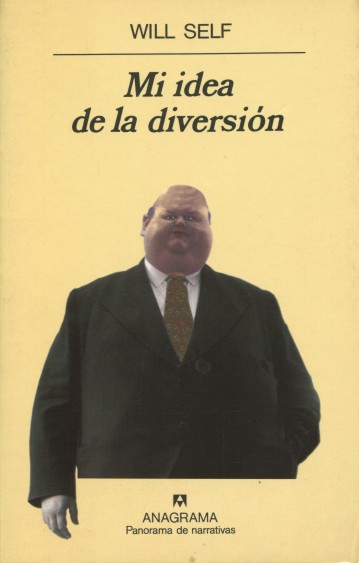 WILL SELF
Mi idea
de la diversión
ANAGRAMA
Panorama de narrativas